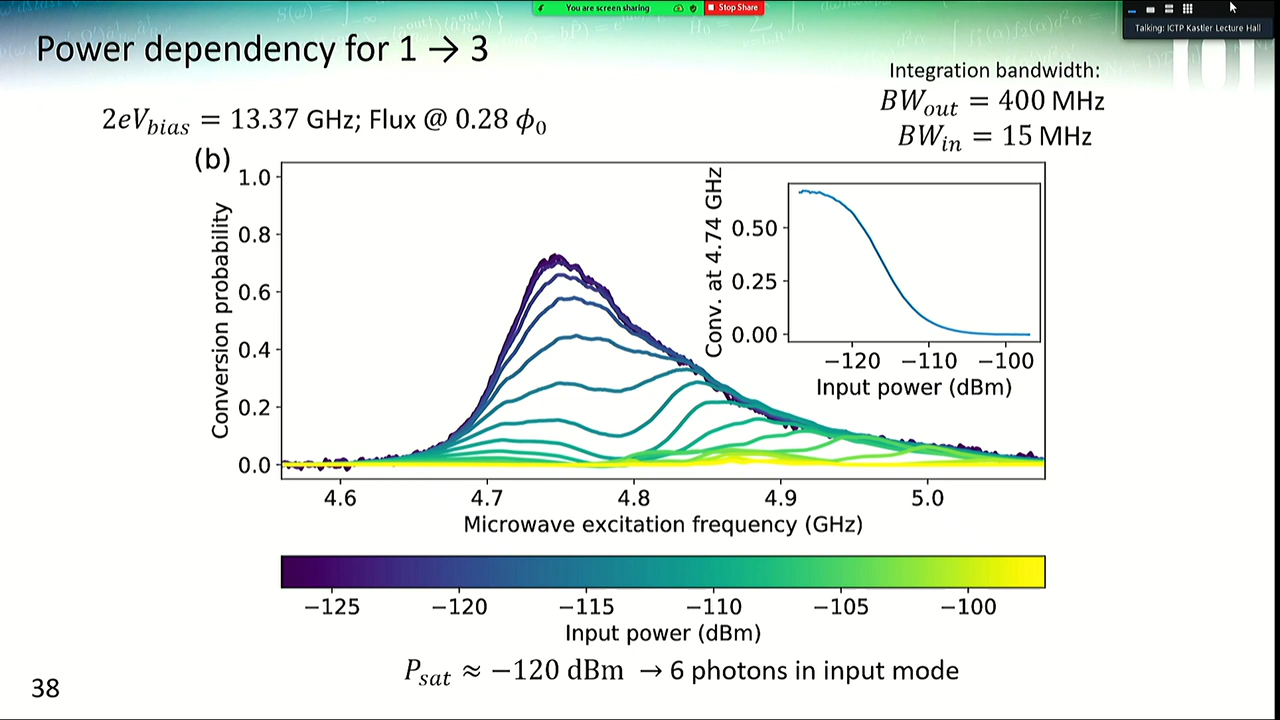 You are screen sharing
Stop Share
Talking: ICTP Kastler Lecture Hall
Power dependency for 1 → 3
Integration bandwidth:
BW_out = 400 MHz
BW_in = 15 MHz
2eV_bias = 13.37 GHz; Flux @ 0.28 ϕ_0
(b)
Conversion probability
1.0
0.8
0.6
0.4
0.2
0.0
4.6
4.7
4.8
4.9
5.0
Microwave excitation frequency (GHz)
Conv. at 4.74 GHz
0.50
0.25
0.00
−120
−110
−100
Input power (dBm)
−125
−120
−115
−110
−105
−100
Input power (dBm)
P_sat ≈ −120 dBm → 6 photons in input mode
38